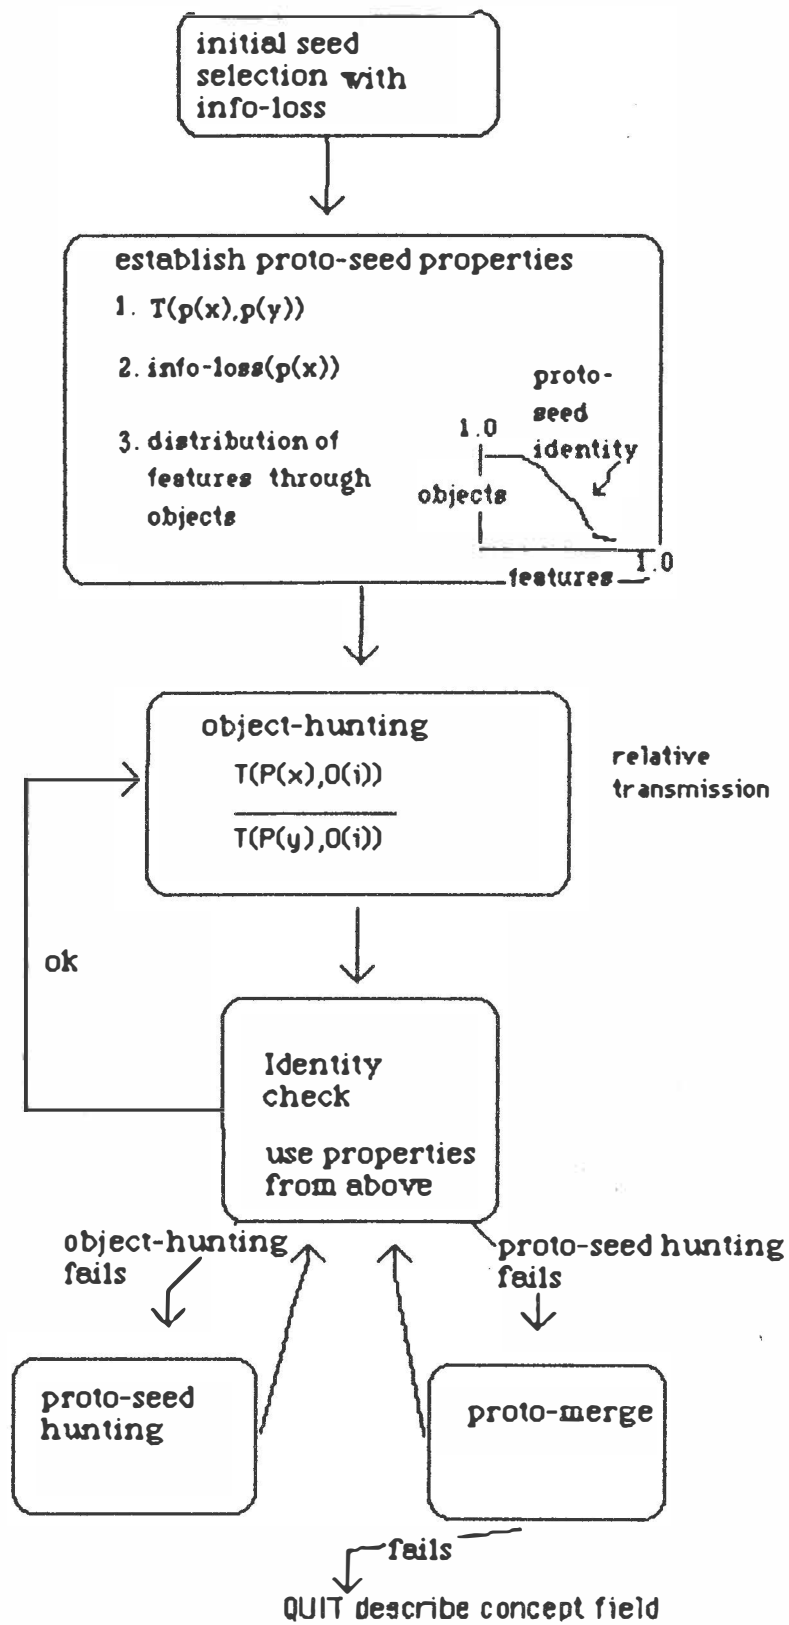 initial seed
selection with
info-loss
establish proto-seed properties
1. T(p(x),p(y))
2. info-loss(p(x))
3. distribution of
features through
objects
proto-
seed
identity
1.0
objects
1.0
features
object-hunting
T(P(x),O(i))
T(P(y),O(i))
relative
transmission
ok
Identity
check
use properties
from above
object-hunting
fails
proto-seed hunting
fails
proto-seed
hunting
proto-merge
fails
QUIT describe concept field